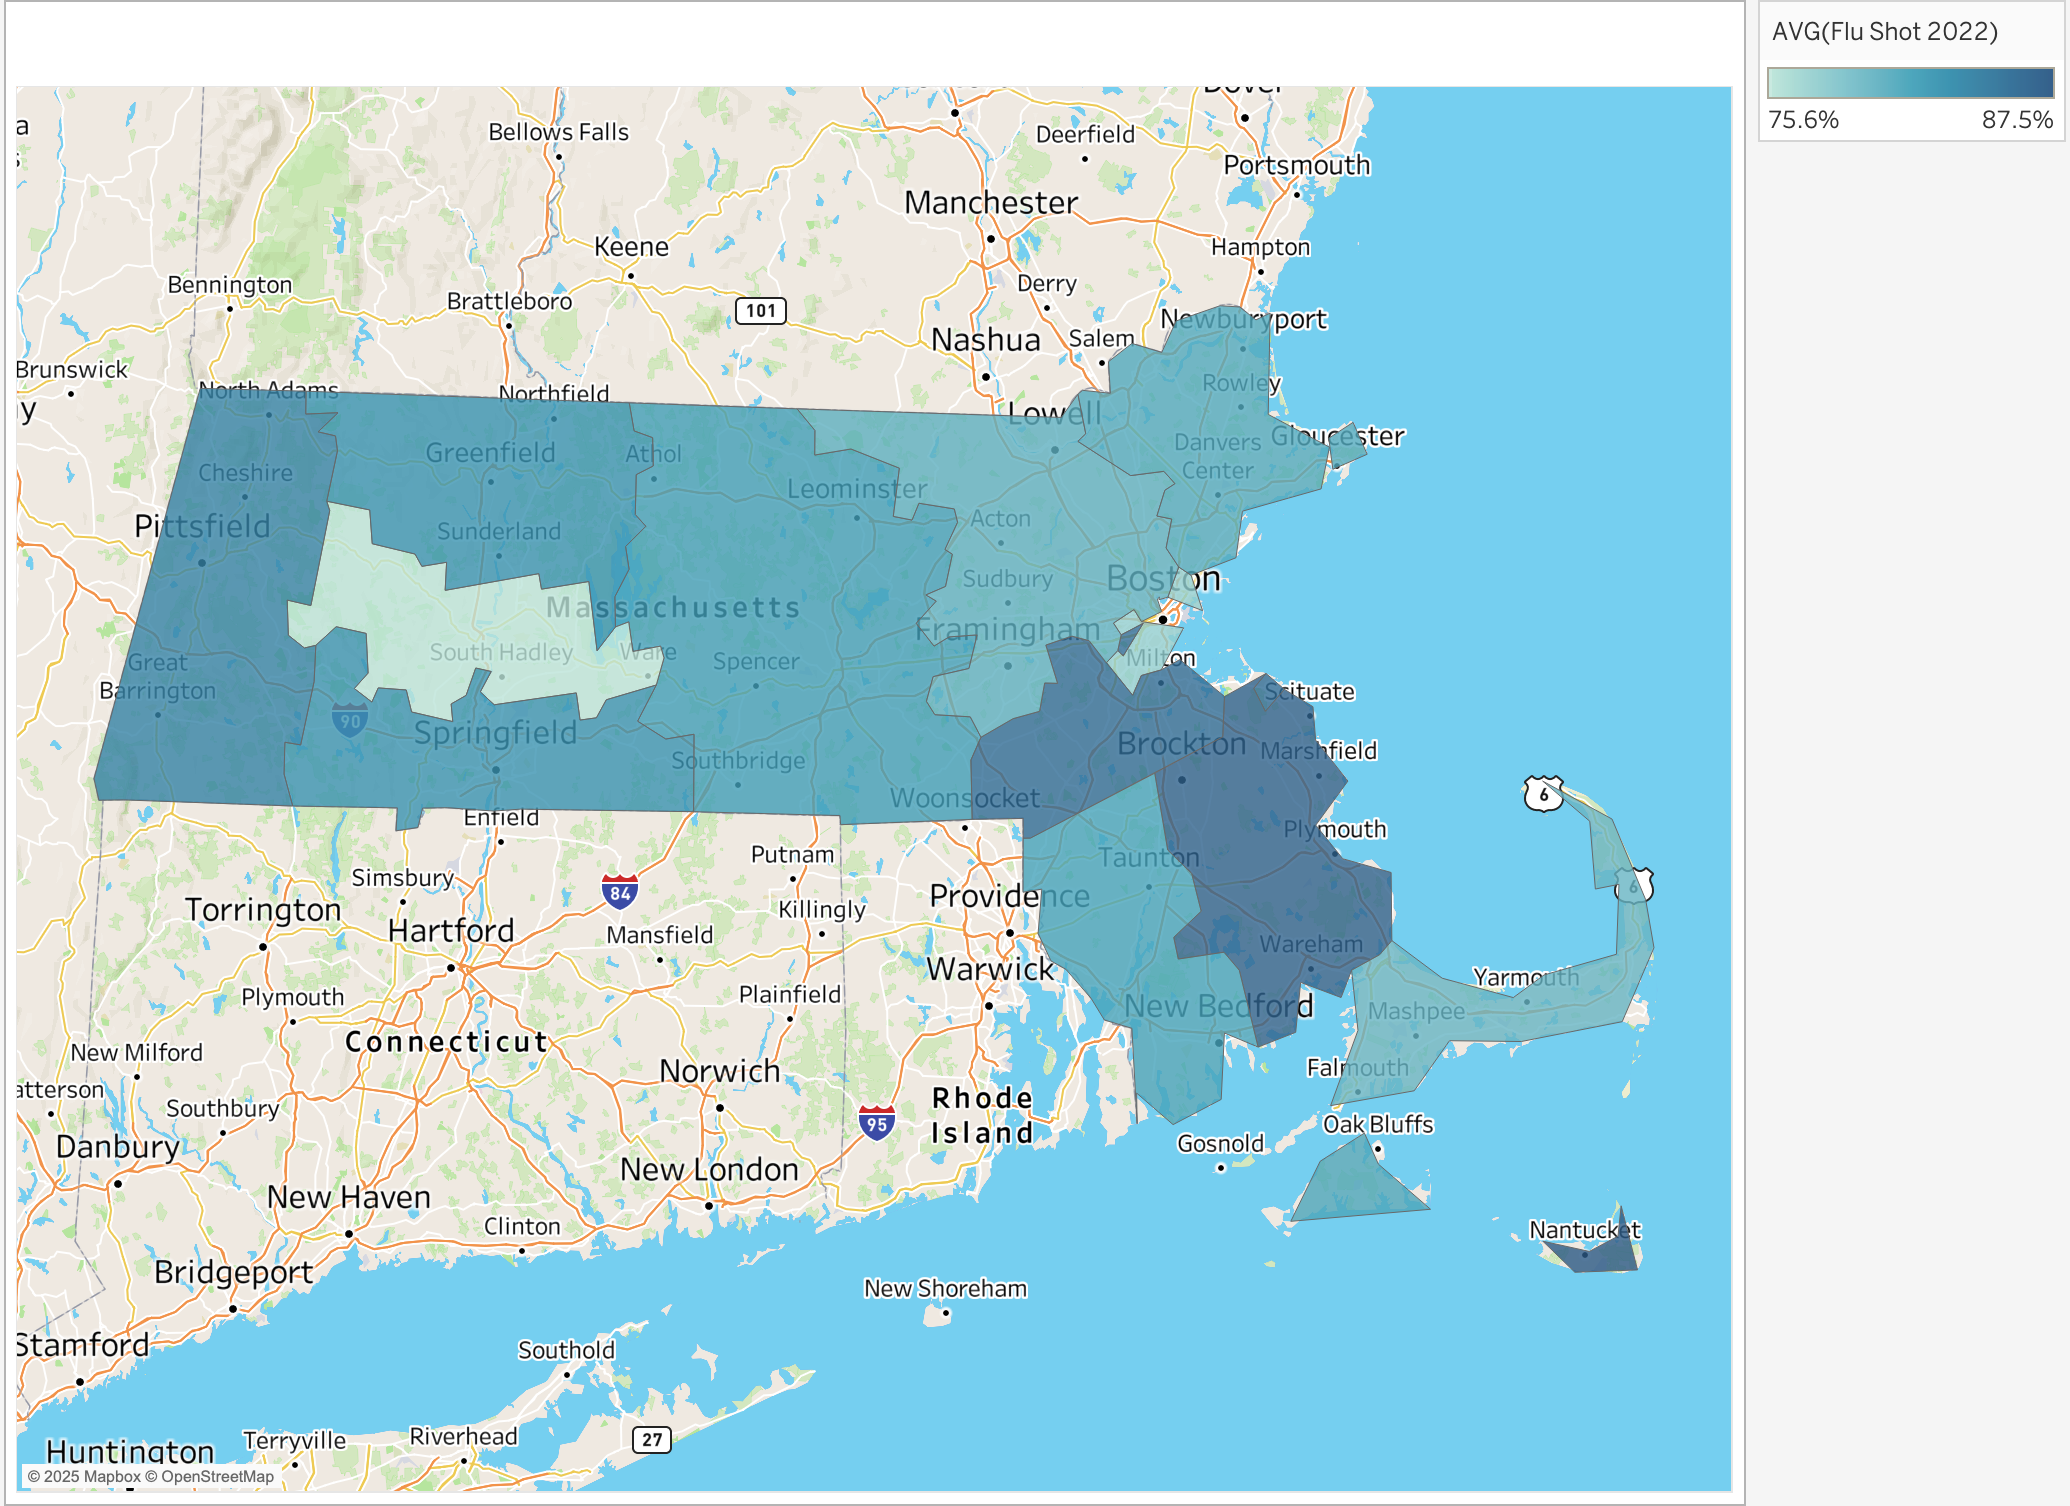 AVG(Flu Shot 2022)
75.6%
87.5%
Dover
Bellows Falls
Deerfield
Portsmouth
Manchester
Keene
Hampton
Bennington
Brattleboro
Derry
101
Newburyport
Nashua
Salem
Brunswick
North Adams
Northfield
Rowley
Lowell
Gloucester
Greenfield
Athol
Danvers
Center
Cheshire
Leominster
Pittsfield
Sunderland
Acton
Boston
Sudbury
Massachusetts
Framingham
South Hadley
Ware
Spencer
Milton
Great
Barrington
Scituate
90
Springfield
Brockton
Marshfield
Southbridge
Woonsocket
6
Enfield
Plymouth
Putnam
Taunton
Simsbury
84
Providence
6
Torrington
Killingly
Hartford
Mansfield
Wareham
Warwick
Yarmouth
Plymouth
Plainfield
New Bedford
Mashpee
Connecticut
New Milford
Norwich
Falmouth
atterson
Southbury
Rhode
Island
95
Oak Bluffs
Danbury
Gosnold
New London
New Haven
Clinton
Nantucket
Bridgeport
New Shoreham
Stamford
Southold
Huntington
Terryville
Riverhead
27
© 2025 Mapbox © OpenStreetMap